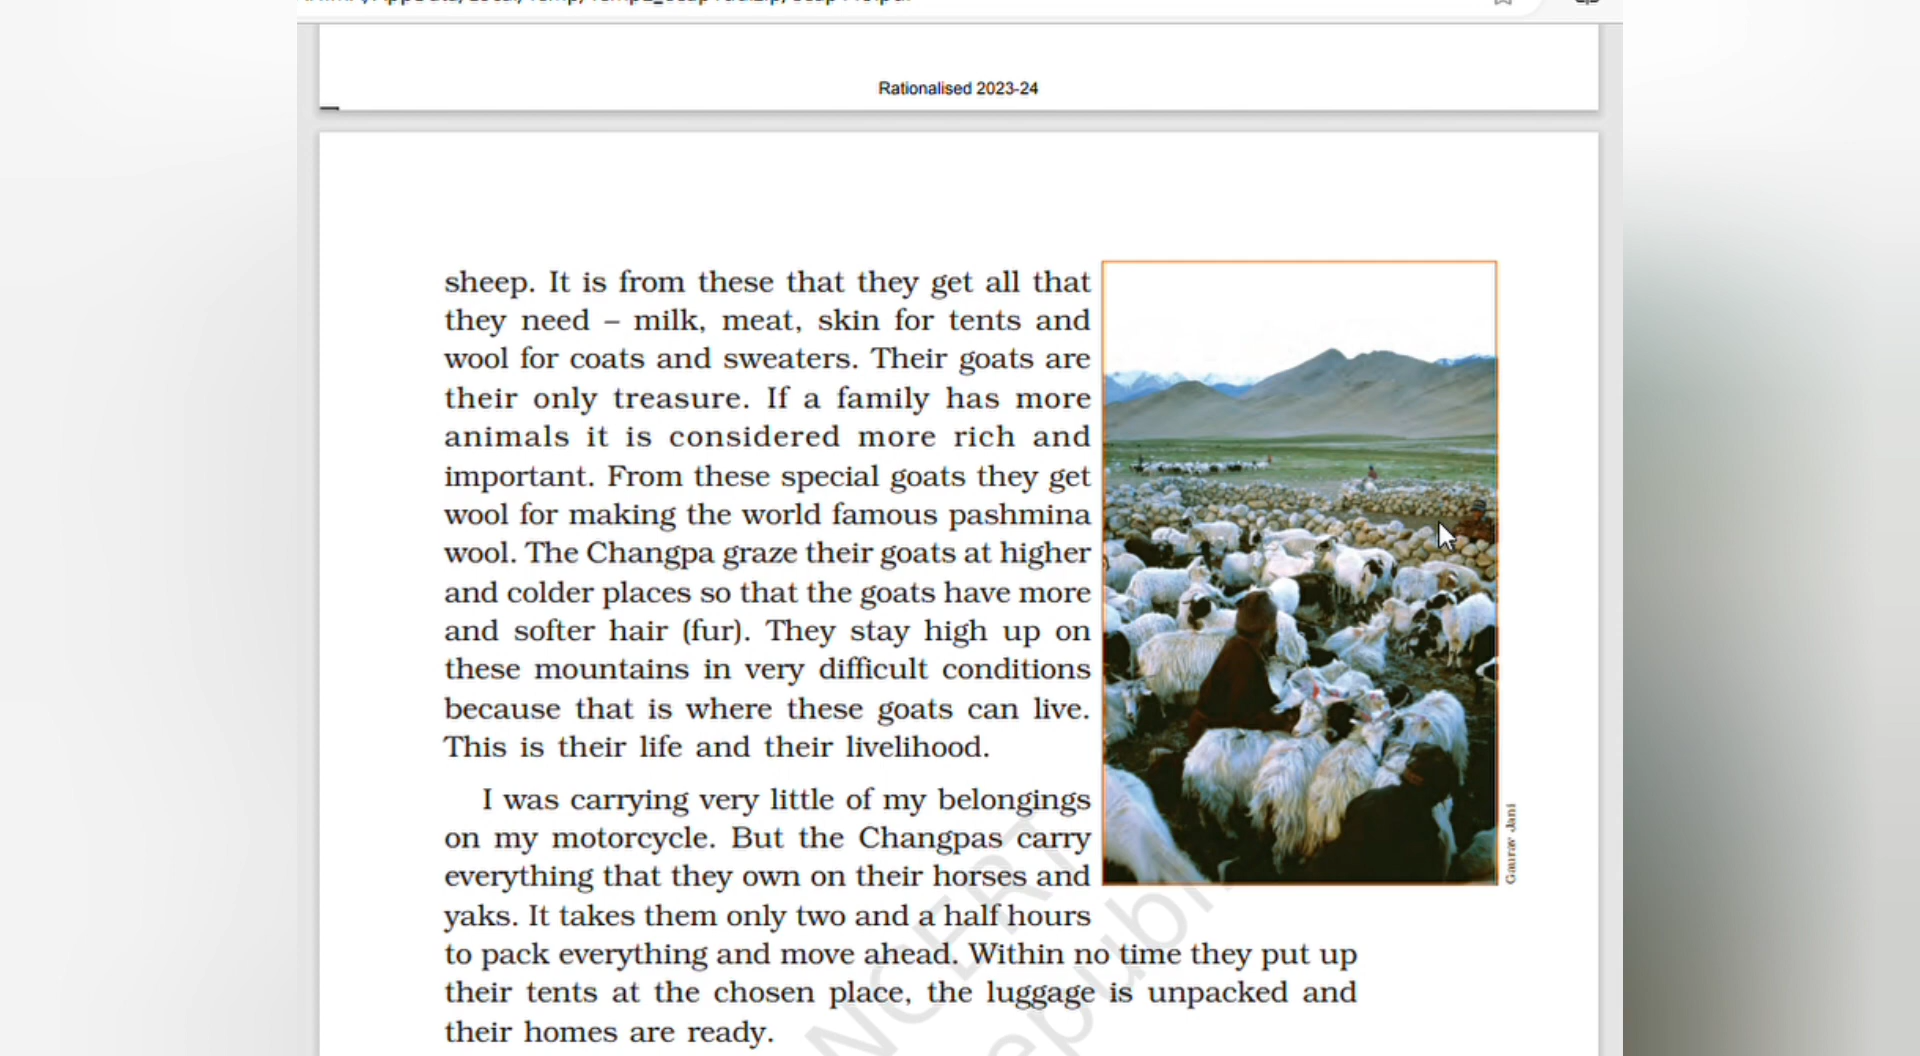 Rationalised 2023-24
sheep. It is from these that they get all that
they need – milk, meat, skin for tents and
wool for coats and sweaters. Their goats are
their only treasure. If a family has more
animals it is considered more rich and
important. From these special goats they get
wool for making the world famous pashmina
wool. The Changpa graze their goats at higher
and colder places so that the goats have more
and softer hair (fur). They stay high up on
these mountains in very difficult conditions
because that is where these goats can live.
This is their life and their livelihood.
I was carrying very little of my belongings
on my motorcycle. But the Changpas carry
everything that they own on their horses and
yaks. It takes them only two and a half hours
to pack everything and move ahead. Within no time they put up
their tents at the chosen place, the luggage is unpacked and
their homes are ready.
Gaurav Jani
NCERT